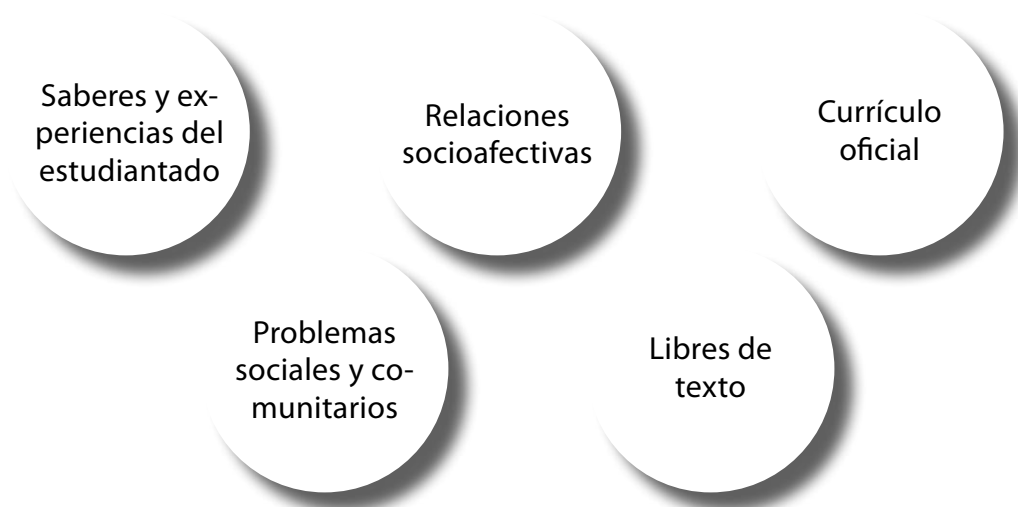 Saberes y ex-
periencias del
estudiantado
Relaciones
socioafectivas
Currículo
oficial
Problemas
sociales y co-
munitarios
Libres de
texto